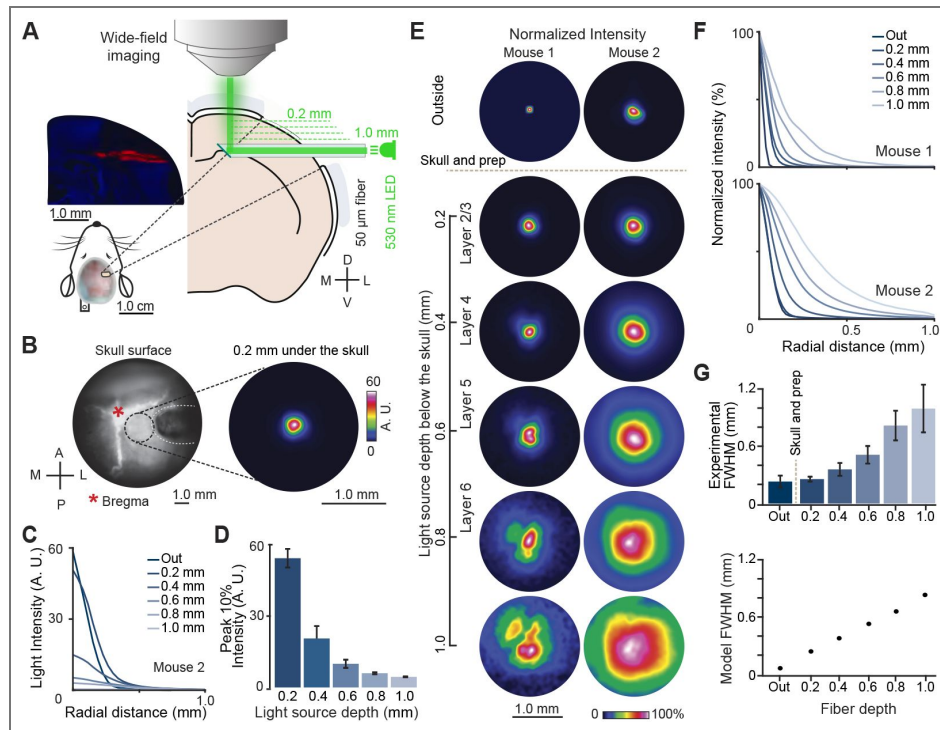 A
Wide-field
imaging
0.2 mm
1.0 mm
1.0 mm
50 µm fiber
530 nm LED
D
M L
V
1.0 cm
B
Skull surface
0.2 mm under the skull
60
A. U.
0
A
M L
P
* Bregma
1.0 mm
1.0 mm
C
60
30
0
Light Intensity (A. U.)
Out
0.2 mm
0.4 mm
0.6 mm
0.8 mm
1.0 mm
Mouse 2
1.0
Radial distance (mm)
D
60
30
0
Peak 10%
Intensity (A. U.)
0.2 0.4 0.6 0.8 1.0
Light source depth (mm)
E
Normalized Intensity
Mouse 1 Mouse 2
Outside
Skull and prep
Light source depth below the skull (mm)
0.2
0.4
0.6
0.8
1.0
Layer 2/3
Layer 4
Layer 5
Layer 6
1.0 mm
0 100%
F
100
0
Normalized intensity (%)
Out
0.2 mm
0.4 mm
0.6 mm
0.8 mm
1.0 mm
Mouse 1
100
0
Mouse 2
0.5 1.0
Radial distance (mm)
G
Experimental
FWHM (mm)
1.2
0.6
0
Skull and prep
Out 0.2 0.4 0.6 0.8 1.0
Model FWHM (mm)
1.2
0.6
0
Out 0.2 0.4 0.6 0.8 1.0
Fiber depth